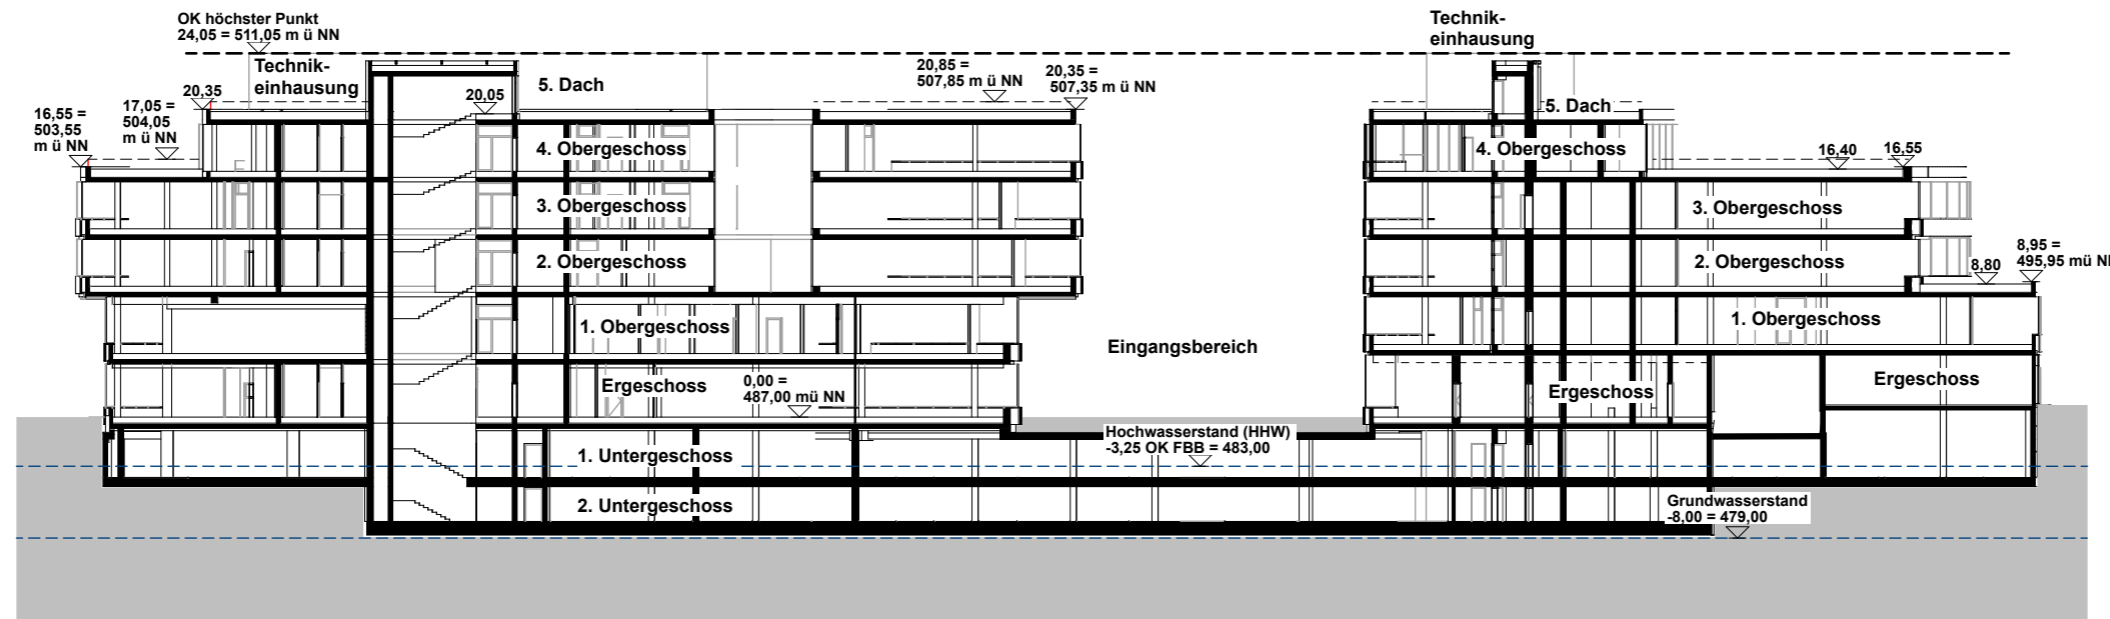 OK höchster Punkt
24,05 = 511,05 m ü NN
Technik-
einhausung
Technik-
einhausung
5. Dach
20,85 =
507,85 m ü NN
20,35 =
507,35 m ü NN
20,35
20,05
17,05 =
504,05
m ü NN
16,55 =
503,55
m ü NN
5. Dach
4. Obergeschoss
4. Obergeschoss
16,40
16,55
3. Obergeschoss
3. Obergeschoss
2. Obergeschoss
2. Obergeschoss
8,80
8,95 =
495,95 mü N
1. Obergeschoss
1. Obergeschoss
Eingangsbereich
Ergeschoss
0,00 =
487,00 mü NN
Ergeschoss
Ergeschoss
Hochwasserstand (HHW)
-3,25 OK FBB = 483,00
1. Untergeschoss
2. Untergeschoss
Grundwasserstand
-8,00 = 479,00